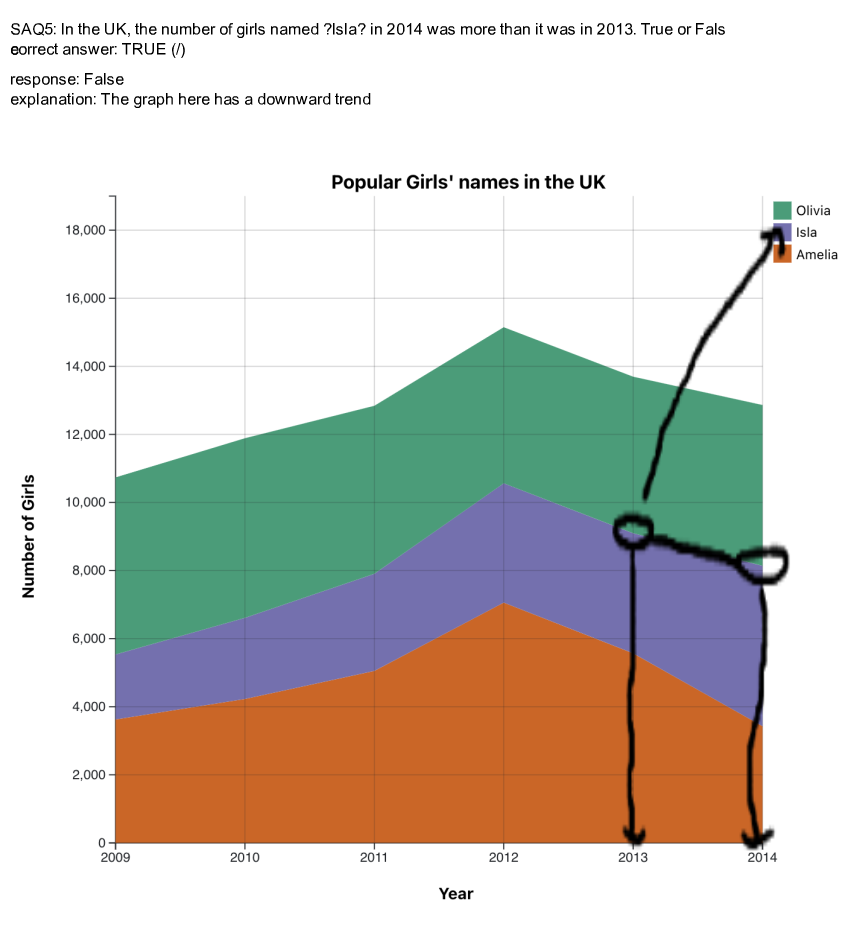 SAQ5: In the UK, the number of girls named ?Isla? in 2014 was more than it was in 2013. True or Fals
eorrect answer: TRUE (/)
response: False
explanation: The graph here has a downward trend
Popular Girls' names in the UK
Olivia
Isla
Amelia
18,000
16,000
14,000
12,000
10,000
8,000
6,000
4,000
2,000
0
Number of Girls
2009 2010 2011 2012 2013 2014
Year